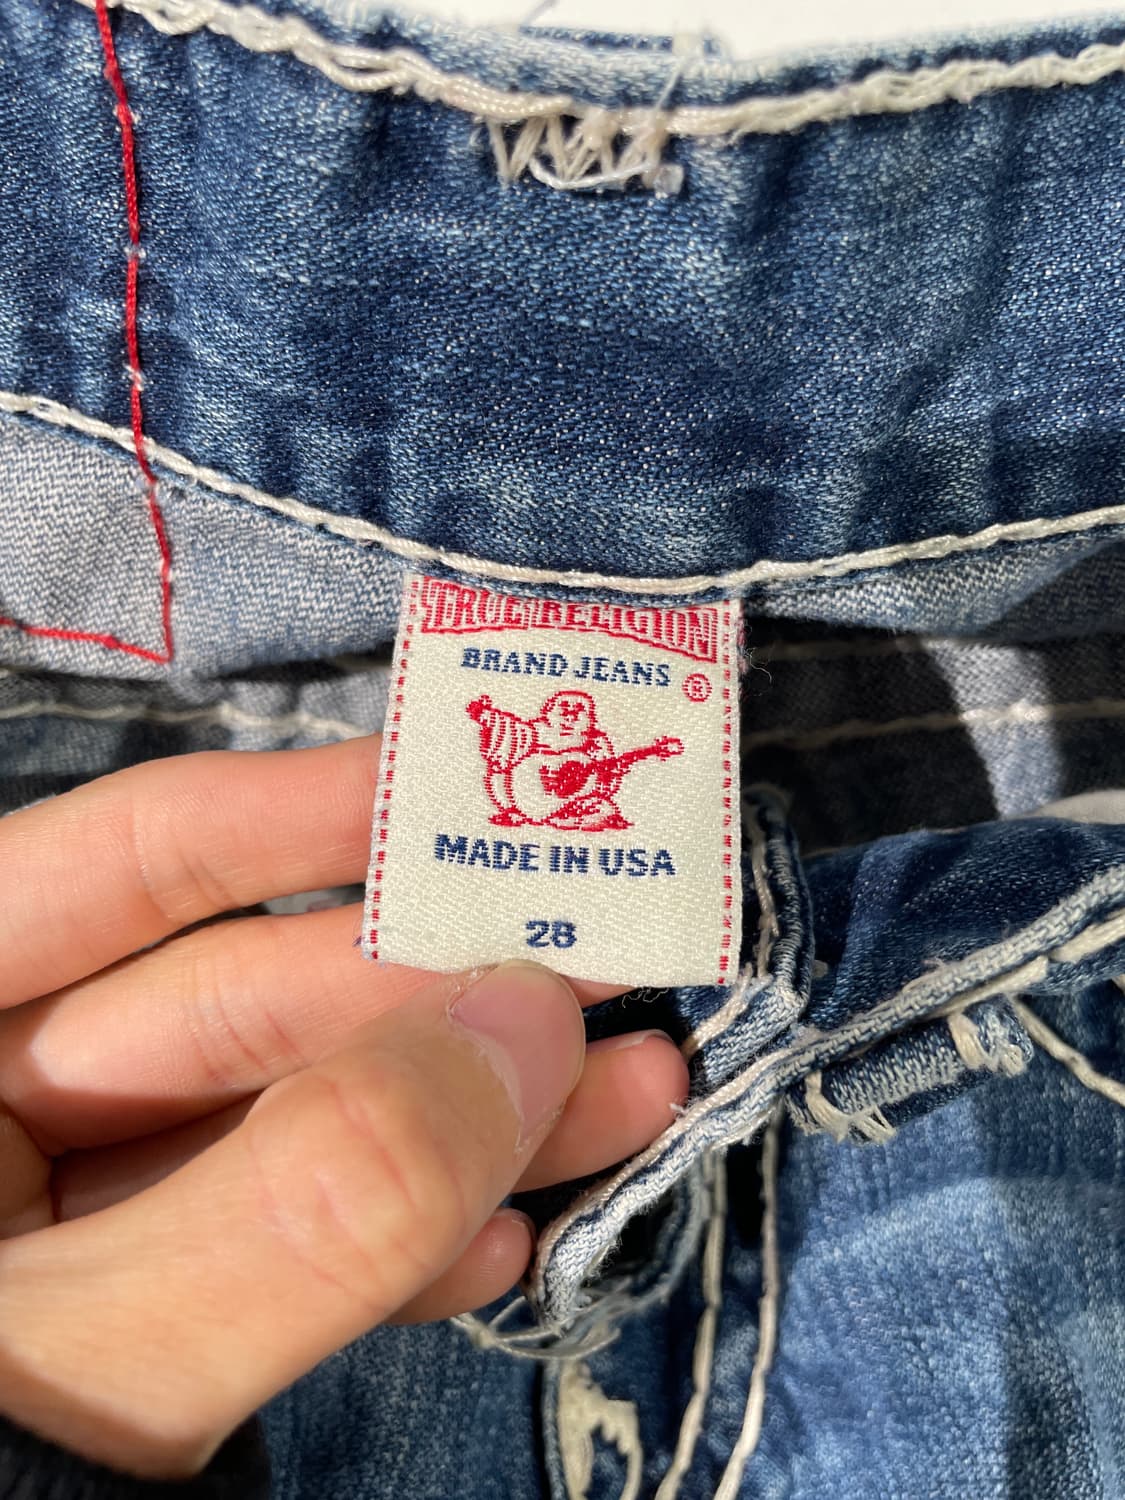 TRUE RELIGION
BRAND JEANS
®
MADE IN USA
28